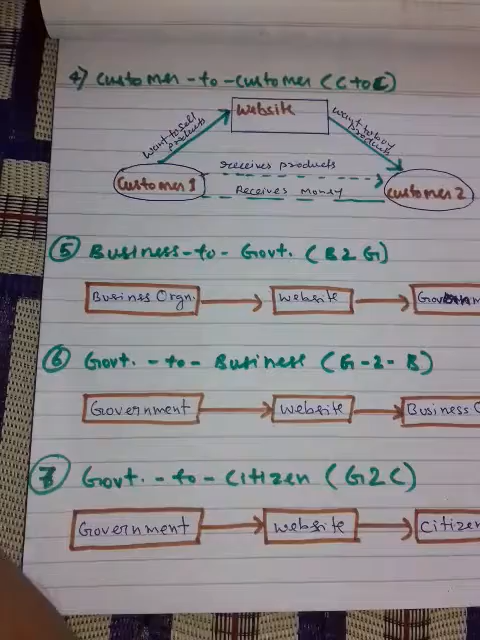 4) Customer-to-customer (C to C)
Website
want to sell products
want to buy products
receives products
Customer 1
Receives Money
Customer 2
5 Business-to-Govt. (B2G)
Busines Orgn.
website
6 Govt.-to-Business (G-2-B)
Government
website
Business
7 Govt.-to-Citizen (G2C)
Government
website
Citizen